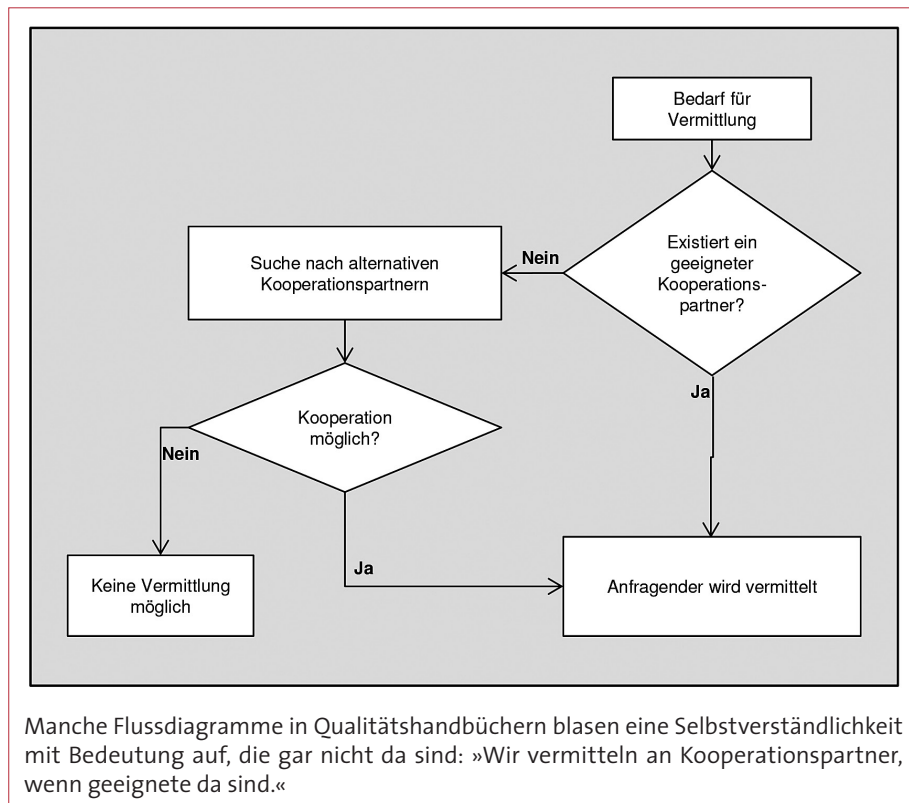 Bedarf für
Vermittlung
Existiert ein
geeigneter
Kooperations-
partner?
Nein
Suche nach alternativen
Kooperationspartnern
Ja
Kooperation
möglich?
Nein
Ja
Keine Vermittlung
möglich
Anfragender wird vermittelt
Manche Flussdiagramme in Qualitätshandbüchern blasen eine Selbstverständlichkeit
mit Bedeutung auf, die gar nicht da sind: »Wir vermitteln an Kooperationspartner,
wenn geeignete da sind.«